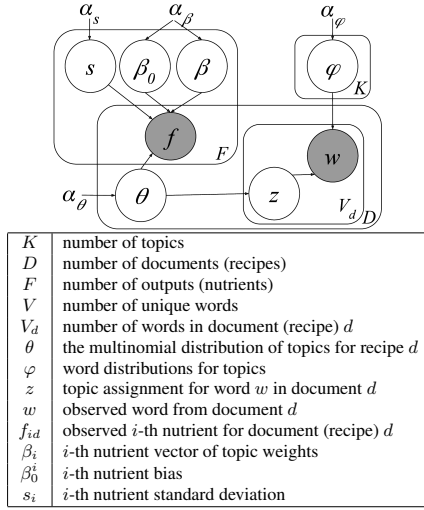 α_s α_β α_φ
s β_0 β φ
K
f w
F
α_θ θ z V_d D
K number of topics
D number of documents (recipes)
F number of outputs (nutrients)
V number of unique words
V_d number of words in document (recipe) d
θ the multinomial distribution of topics for recipe d
φ word distributions for topics
z topic assignment for word w in document d
w observed word from document d
f_{id} observed i-th nutrient for document (recipe) d
β_i i-th nutrient vector of topic weights
β_0^i i-th nutrient bias
s_i i-th nutrient standard deviation